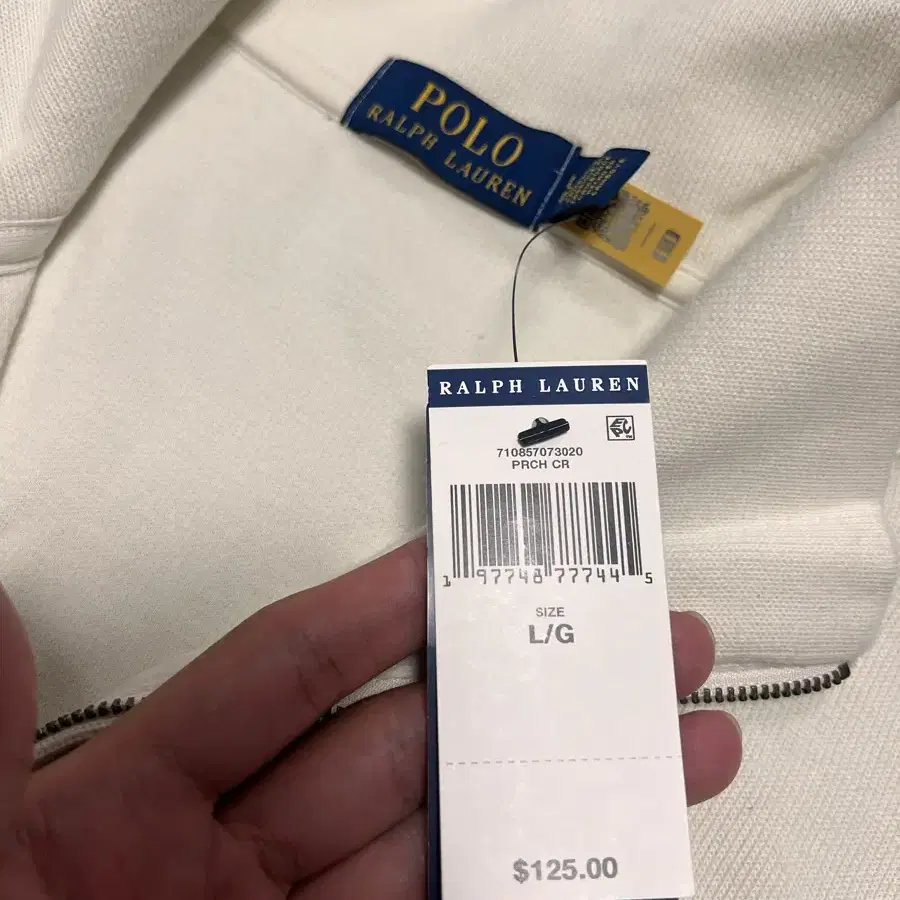 POLO
RALPH LAUREN
RALPH LAUREN
710857073020
PRCH CR
1 97748 77744 5
SIZE
L/G
$125.00